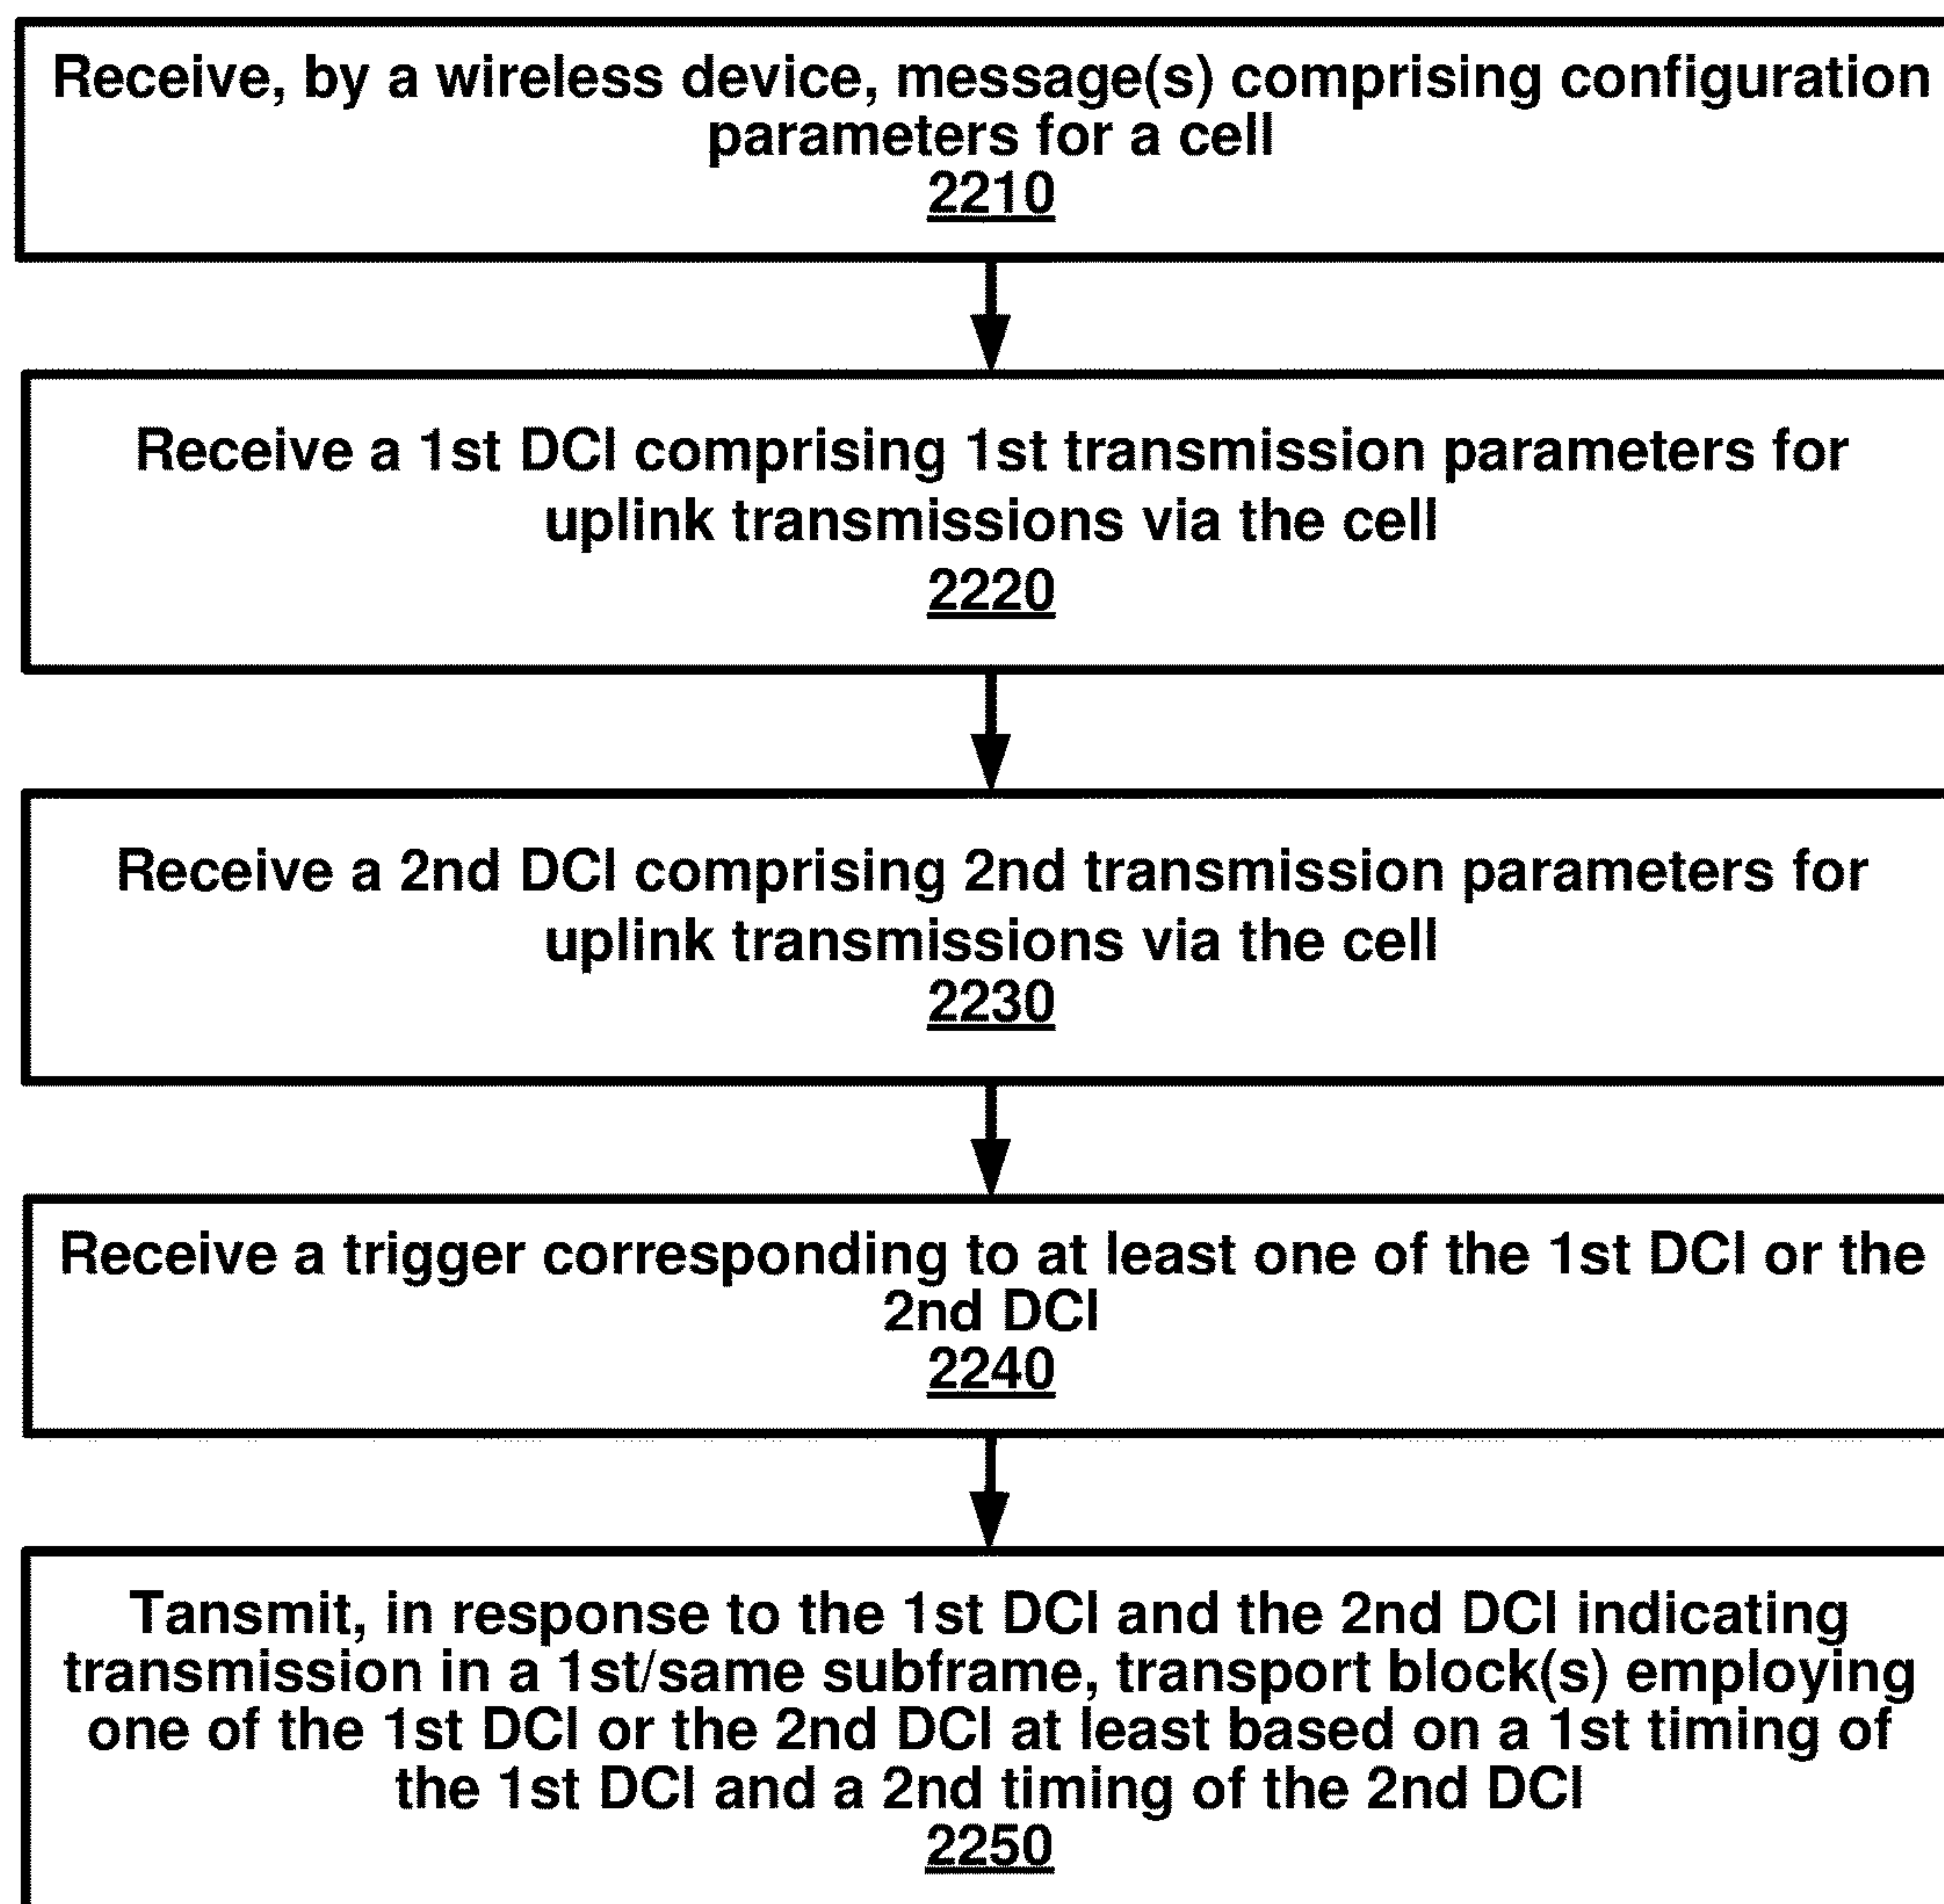 Receive, by a wireless device, message(s) comprising configuration
parameters for a cell
2210
Receive a 1st DCI comprising 1st transmission parameters for
uplink transmissions via the cell
2220
Receive a 2nd DCI comprising 2nd transmission parameters for
uplink transmissions via the cell
2230
Receive a trigger corresponding to at least one of the 1st DCI or the
2nd DCI
2240
Tansmit, in response to the 1st DCI and the 2nd DCI indicating
transmission in a 1st/same subframe, transport block(s) employing
one of the 1st DCI or the 2nd DCI at least based on a 1st timing of
the 1st DCI and a 2nd timing of the 2nd DCI
2250